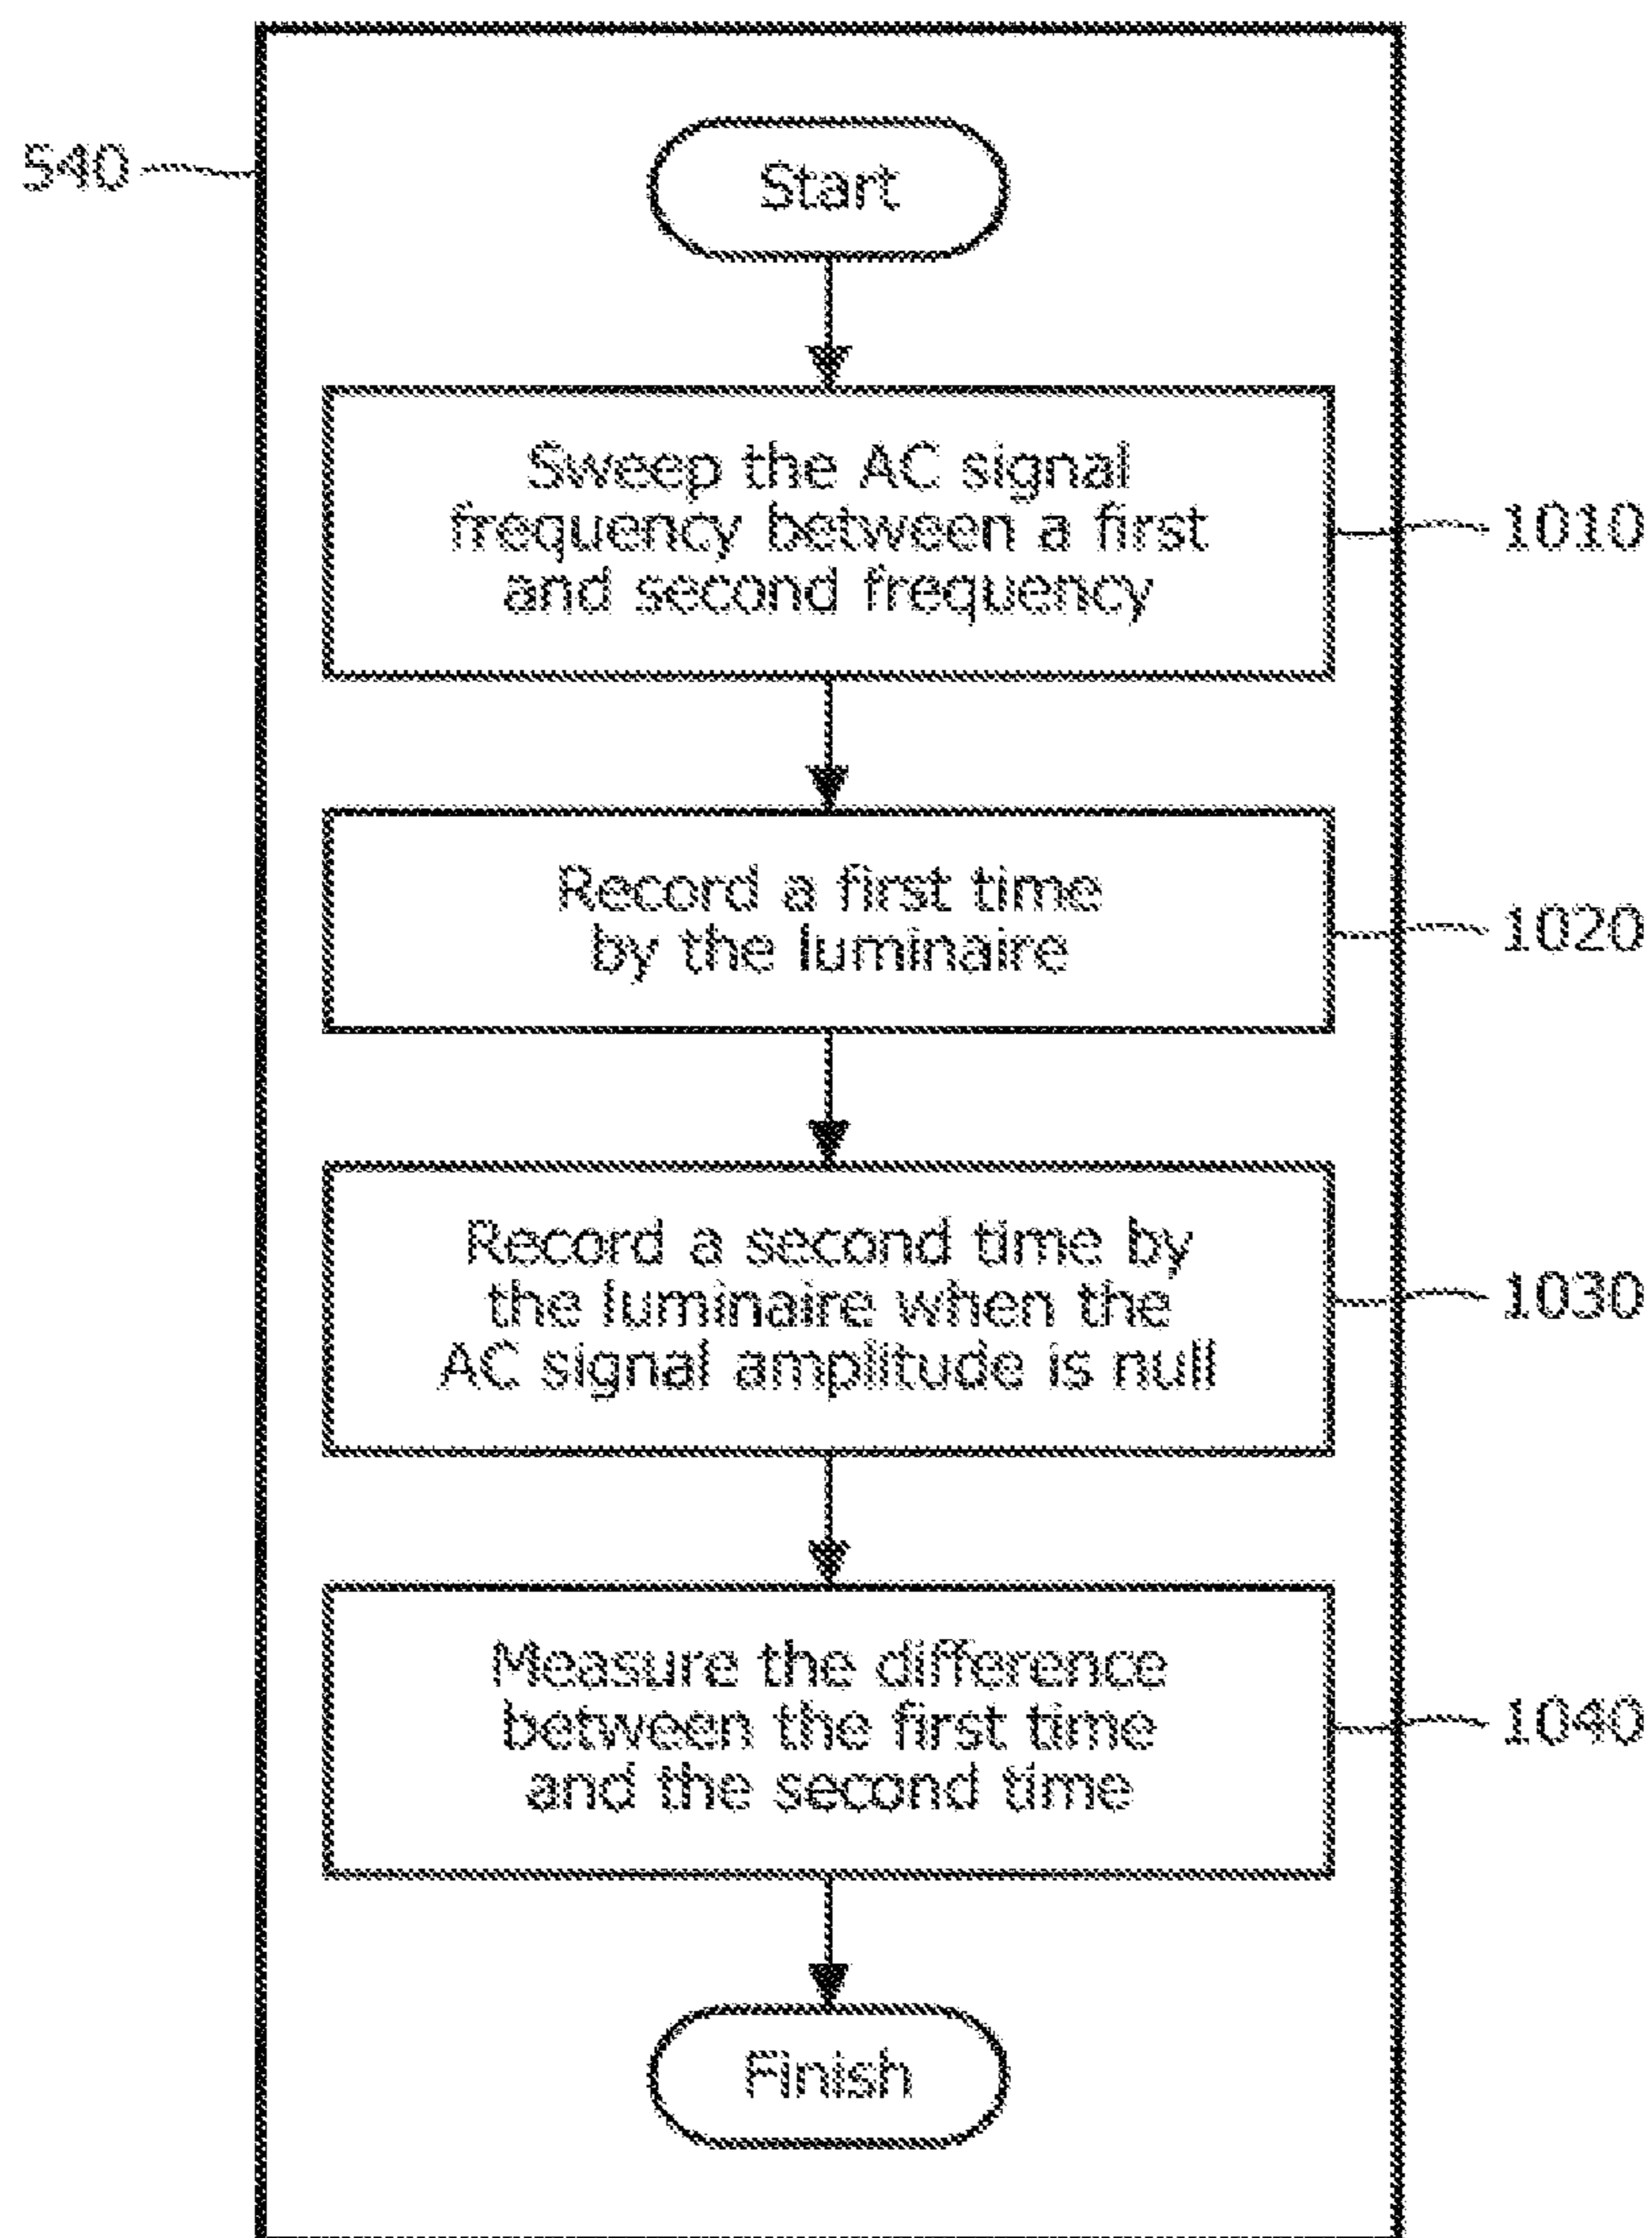 540
Start
Sweep the AC signal
frequency between a first
and second frequency
1010
Record a first time
by the luminaire
1020
Record a second time by
the luminaire when the
AC signal amplitude is null
1030
Measure the difference
between the first time
and the second time
1040
Finish